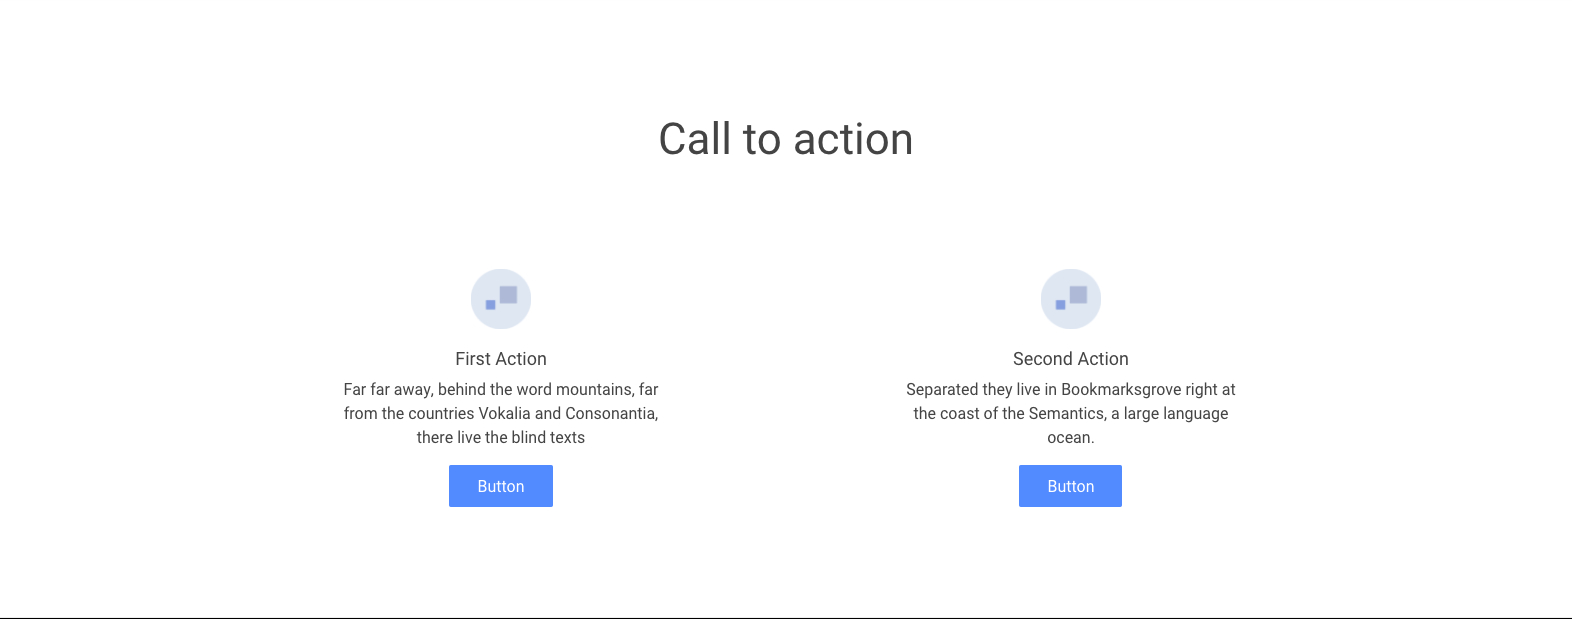 Call to action
First Action
Far far away, behind the word mountains, far
from the countries Vokalia and Consonantia,
there live the blind texts
Button
Second Action
Separated they live in Bookmarksgrove right at
the coast of the Semantics, a large language
ocean.
Button